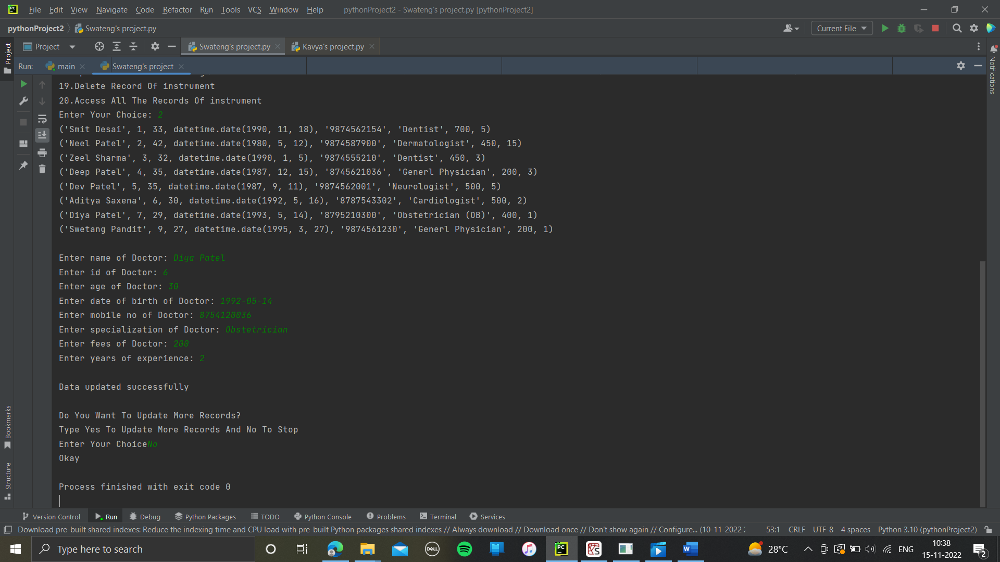 File Edit View Navigate Code Refactor Run Tools VCS Window Help pythonProject2 - Swateng's project.py [pythonProject2]
pythonProject2 Swateng's project.py Current File
Project Swateng's project.py Kavya's project.py
Run: main Swateng's project
19.Delete Record Of instrument
20.Access All The Records Of instrument
Enter Your Choice: 2
('Smit Desai', 1, 33, datetime.date(1990, 11, 18), '9874562154', 'Dentist', 700, 5)
('Neel Patel', 2, 42, datetime.date(1980, 5, 12), '9874587900', 'Dermatologist', 450, 15)
('Zeel Sharma', 3, 32, datetime.date(1990, 1, 5), '9874555210', 'Dentist', 450, 3)
('Deep Patel', 4, 35, datetime.date(1987, 12, 15), '8745621036', 'Generl Physician', 200, 3)
('Dev Patel', 5, 35, datetime.date(1987, 9, 11), '9874562001', 'Neurologist', 500, 5)
('Aditya Saxena', 6, 30, datetime.date(1992, 5, 16), '8787543302', 'Cardiologist', 500, 2)
('Diya Patel', 7, 29, datetime.date(1993, 5, 14), '8795210300', 'Obstetrician (OB)', 400, 1)
('Swetang Pandit', 9, 27, datetime.date(1995, 3, 27), '9874561230', 'Generl Physician', 200, 1)
Enter name of Doctor: Diya Patel
Enter id of Doctor: 6
Enter age of Doctor: 30
Enter date of birth of Doctor: 1992-05-14
Enter mobile no of Doctor: 8754120036
Enter specialization of Doctor: Obstetrician
Enter fees of Doctor: 200
Enter years of experience: 2
Data updated successfully
Do You Want To Update More Records?
Type Yes To Update More Records And No To Stop
Enter Your ChoiceNo
Okay
Process finished with exit code 0
Project
Bookmarks
Structure
Notifications
Version Control Run Debug Python Packages TODO Python Console Problems Terminal Services
Download pre-built shared indexes: Reduce the indexing time and CPU load with pre-built Python packages shared indexes // Always download // Download once // Don't show again // Configure... (10-11-2022 53:1 CRLF UTF-8 4 spaces Python 3.10 (pythonProject2)
Type here to search DELL PC W 28°C ENG 10:38
15-11-2022 2